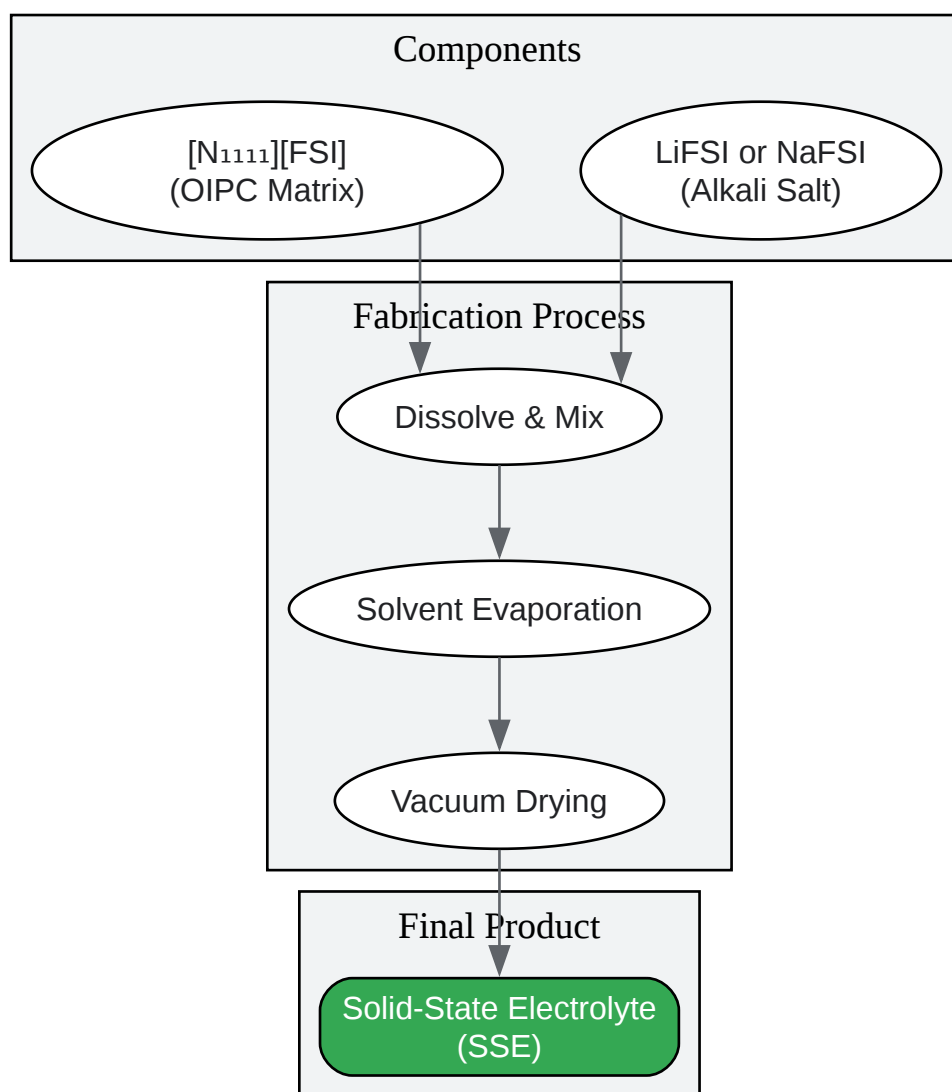 Components
[N₁₁₁₁][FSI]
(OIPC Matrix)
LiFSI or NaFSI
(Alkali Salt)
Fabrication Process
Dissolve & Mix
Solvent Evaporation
Vacuum Drying
Final Product
Solid-State Electrolyte
(SSE)